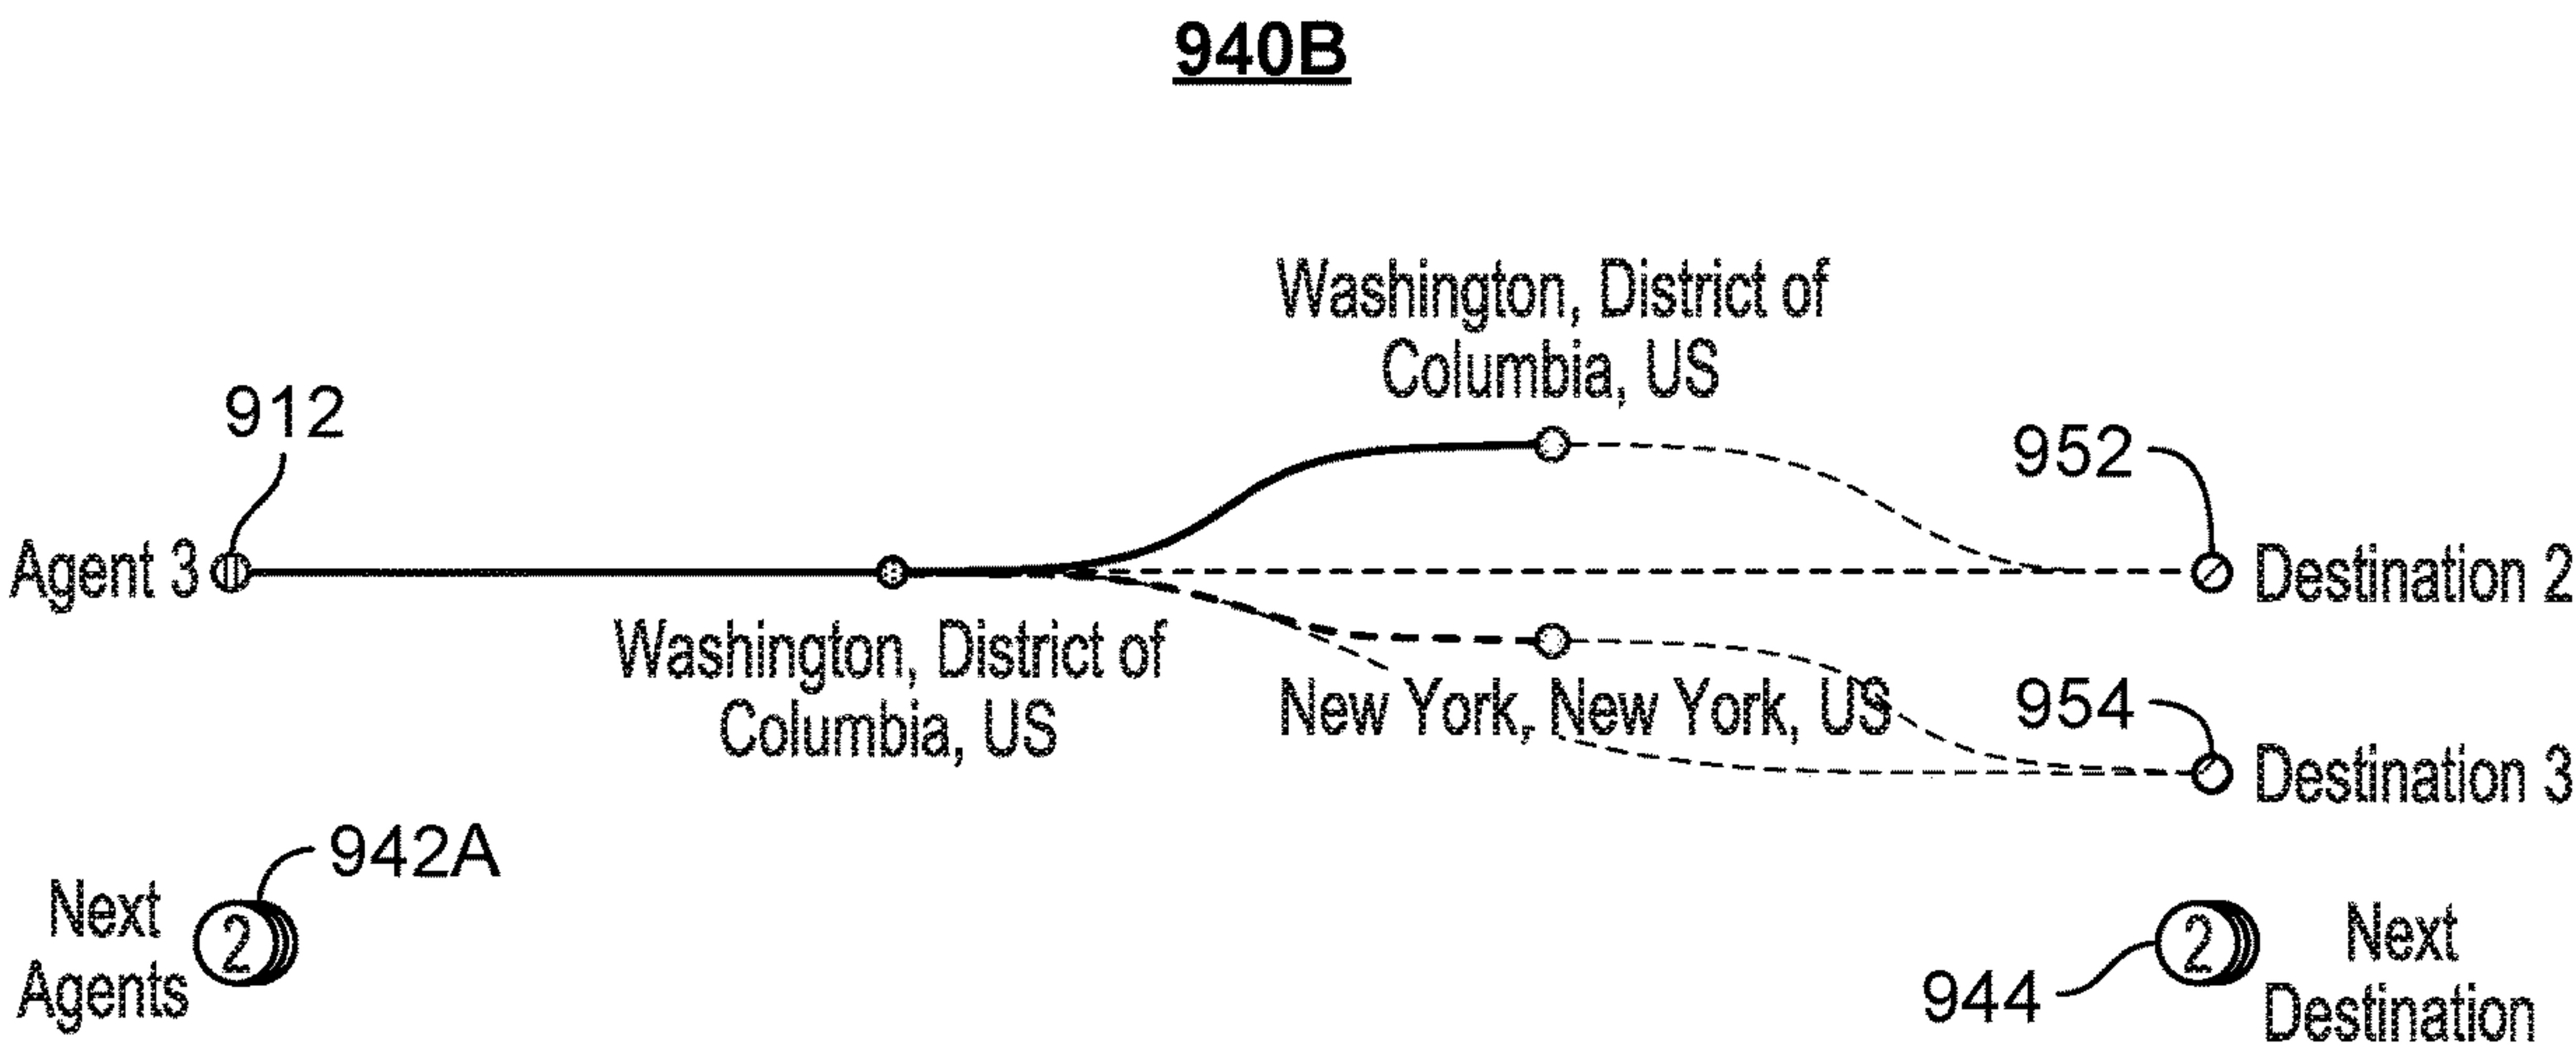 940B
Washington, District of
Columbia, US
912
952
Agent 3
Destination 2
Washington, District of
Columbia, US
New York, New York, US
954
Destination 3
942A
Next
Agents
2
2
Next
Destination
944